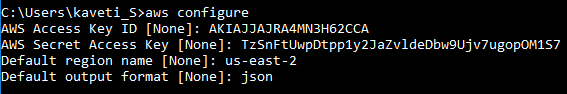 C:\Users\kaveti_S>aws configure
AWS Access Key ID [None]: AKIAJJAJRA4MN3H62CCA
AWS Secret Access Key [None]: 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
Default region name [None]: us-east-2
Default output format [None]: json